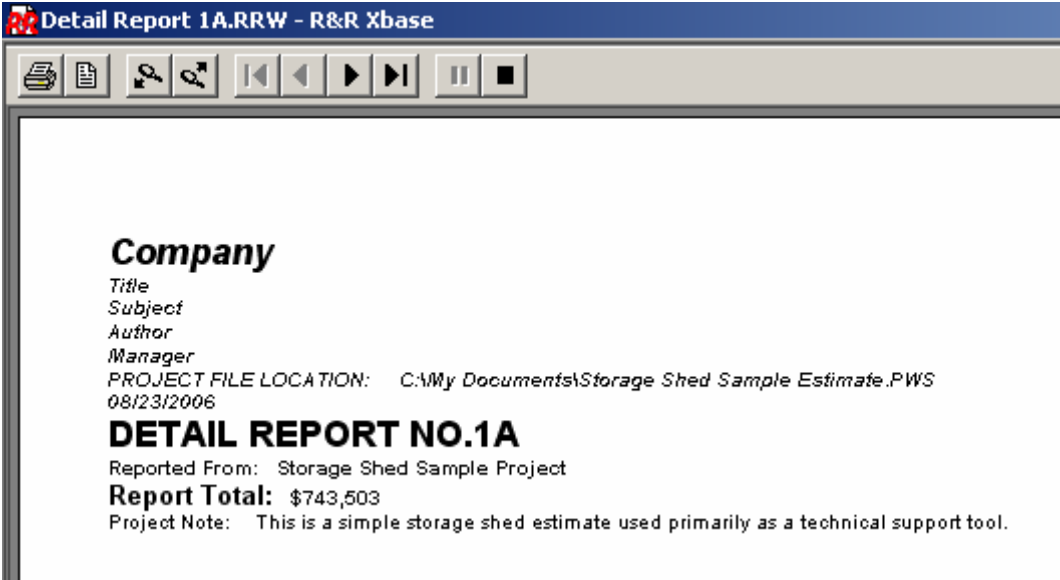 Detail Report 1A.RRW - R&R Xbase
Company
Title
Subject
Author
Manager
PROJECT FILE LOCATION: C:\My Documents\Storage Shed Sample Estimate.PWS
08/23/2006
DETAIL REPORT NO.1A
Reported From: Storage Shed Sample Project
Report Total: $743,503
Project Note: This is a simple storage shed estimate used primarily as a technical support tool.